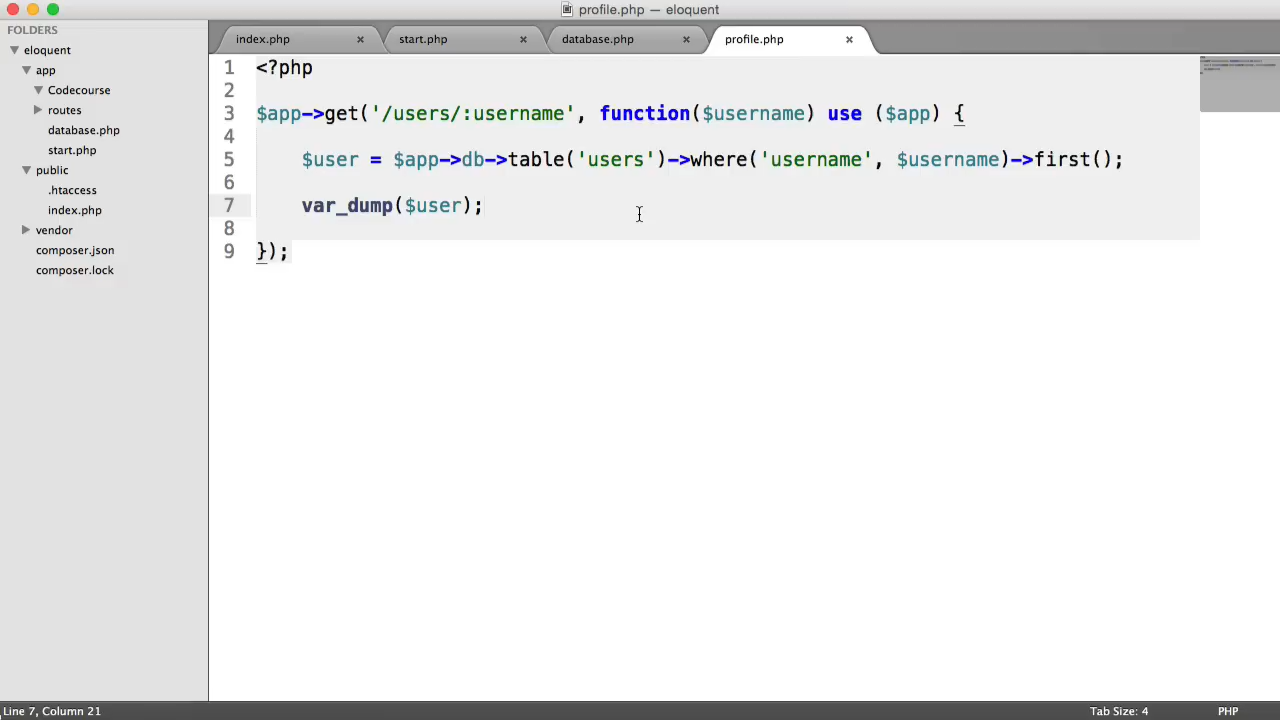 profile.php — eloquent
FOLDERS
eloquent
app
Codecourse
routes
database.php
start.php
public
.htaccess
index.php
vendor
composer.json
composer.lock
index.php × start.php × database.php × profile.php ×
1 <?php
2
3 $app->get('/users/:username', function($username) use ($app) {
4
5 $user = $app->db->table('users')->where('username', $username)->first();
6
7 var_dump($user);
8
9 });
Line 7, Column 21 Tab Size: 4 PHP